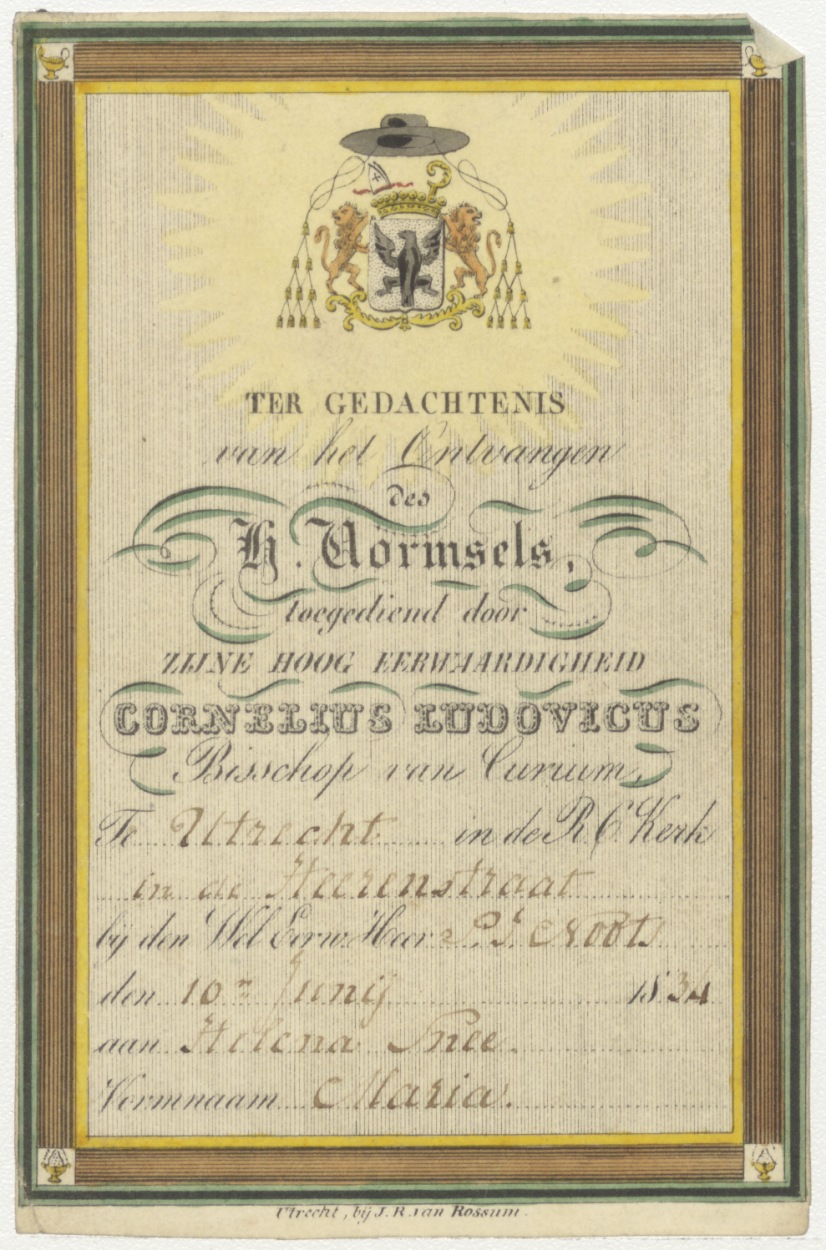 TER GEDACHTENIS
van het Ontvangen
des
H. Vormsels,
toegediend door
ZIJNE HOOG EERWAARDIGHEID
CORNELIUS LUDOVICUS
Bisschop van Curium,
Te Utrecht in de R. C. Kerk
in de Heerenstraat
bij den Wel Eerw. Heer P. J. Noots
den 10n Junij 1834
aan Helena Snee.
Vormnaam Maria.
Utrecht, bij J. R. van Rossum.